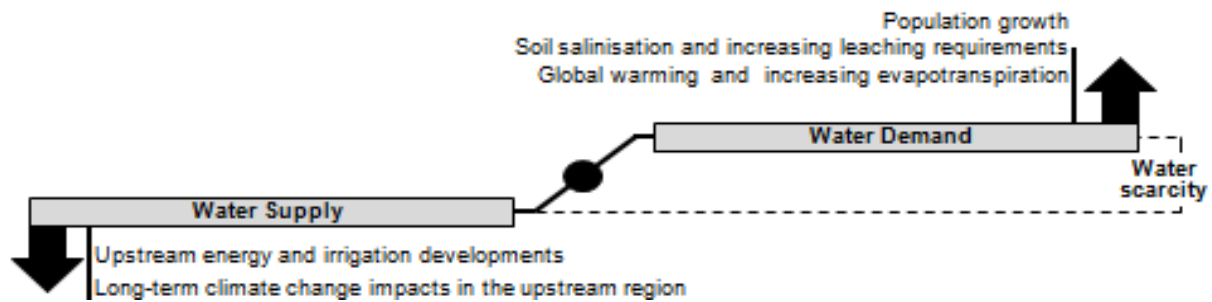 Population growth
Soil salinisation and increasing leaching requirements
Global warming and increasing evapotranspiration
Water Demand
Water
scarcity
Water Supply
Upstream energy and irrigation developments
Long-term climate change impacts in the upstream region